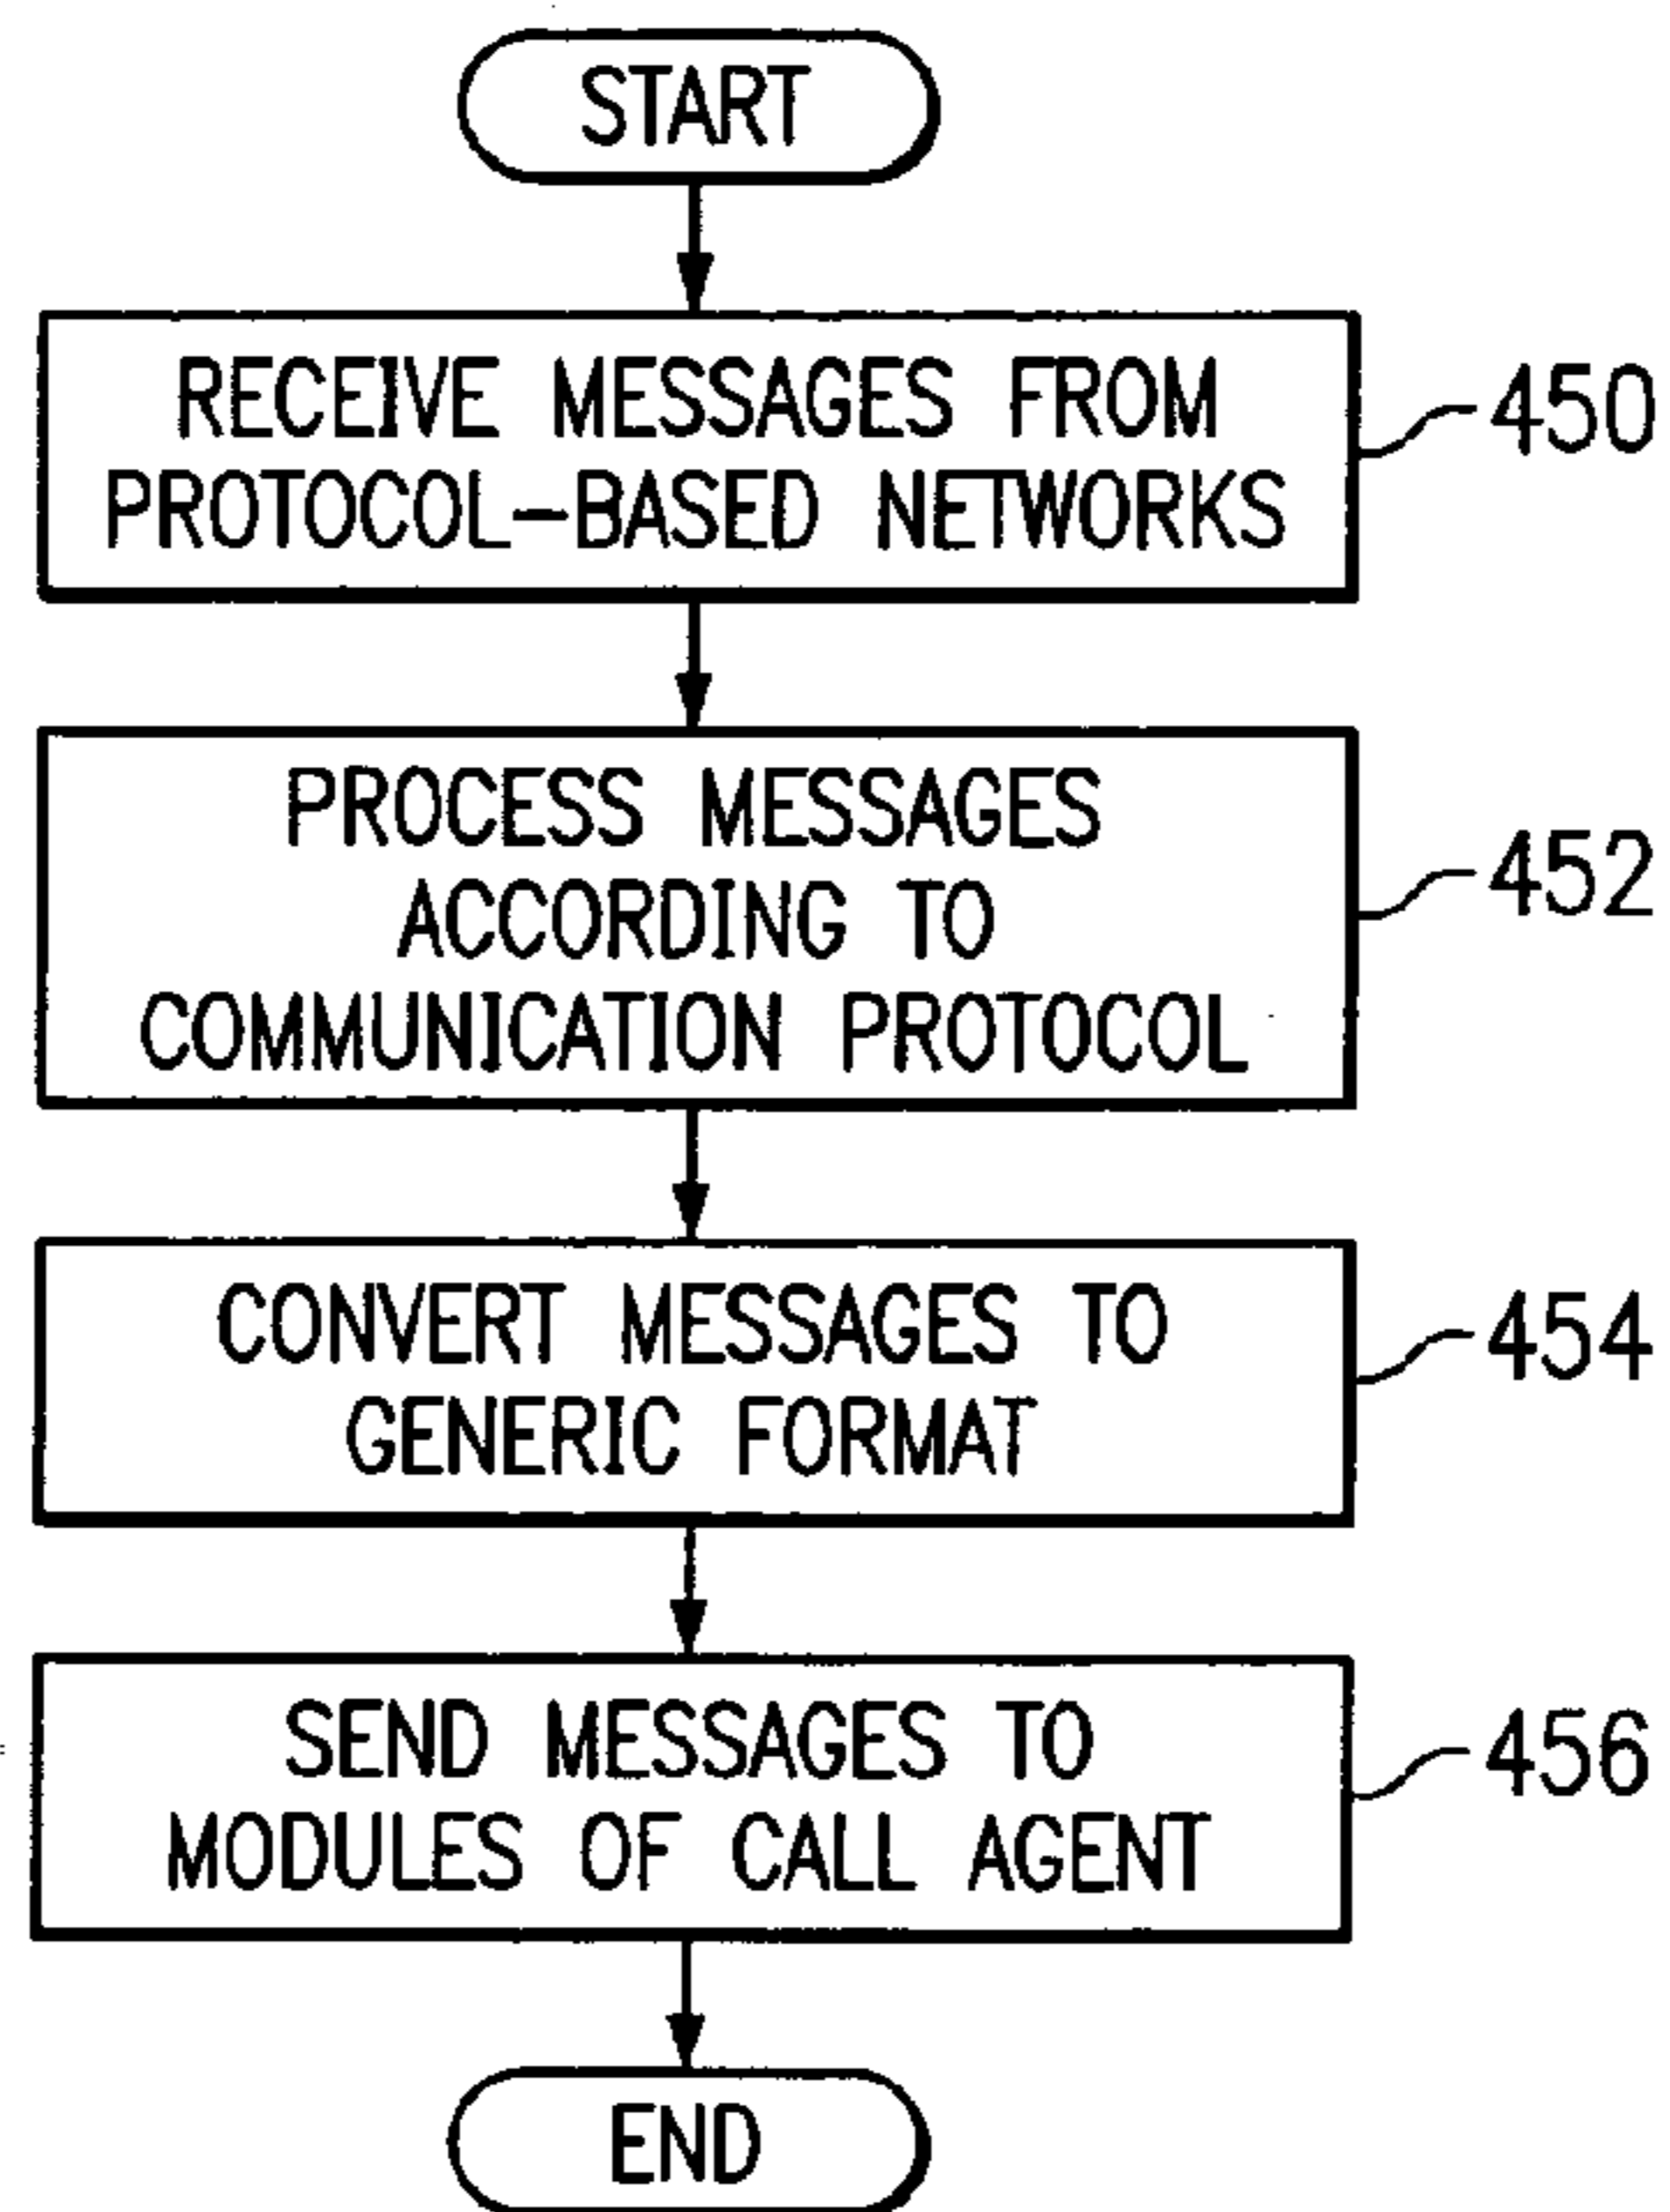 START
RECEIVE MESSAGES FROM
PROTOCOL-BASED NETWORKS
450
PROCESS MESSAGES
ACCORDING TO
COMMUNICATION PROTOCOL
452
CONVERT MESSAGES TO
GENERIC FORMAT
454
SEND MESSAGES TO
MODULES OF CALL AGENT
456
END